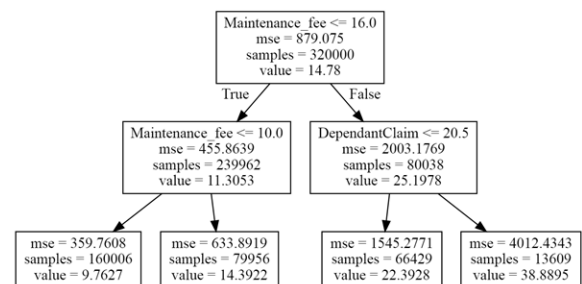 Maintenance_fee <= 16.0
mse = 879.075
samples = 320000
value = 14.78
True
False
Maintenance_fee <= 10.0
mse = 455.8639
samples = 239962
value = 11.3053
DependantClaim <= 20.5
mse = 2003.1769
samples = 80038
value = 25.1978
mse = 359.7608
samples = 160006
value = 9.7627
mse = 633.8919
samples = 79956
value = 14.3922
mse = 1545.2771
samples = 66429
value = 22.3928
mse = 4012.4343
samples = 13609
value = 38.8895